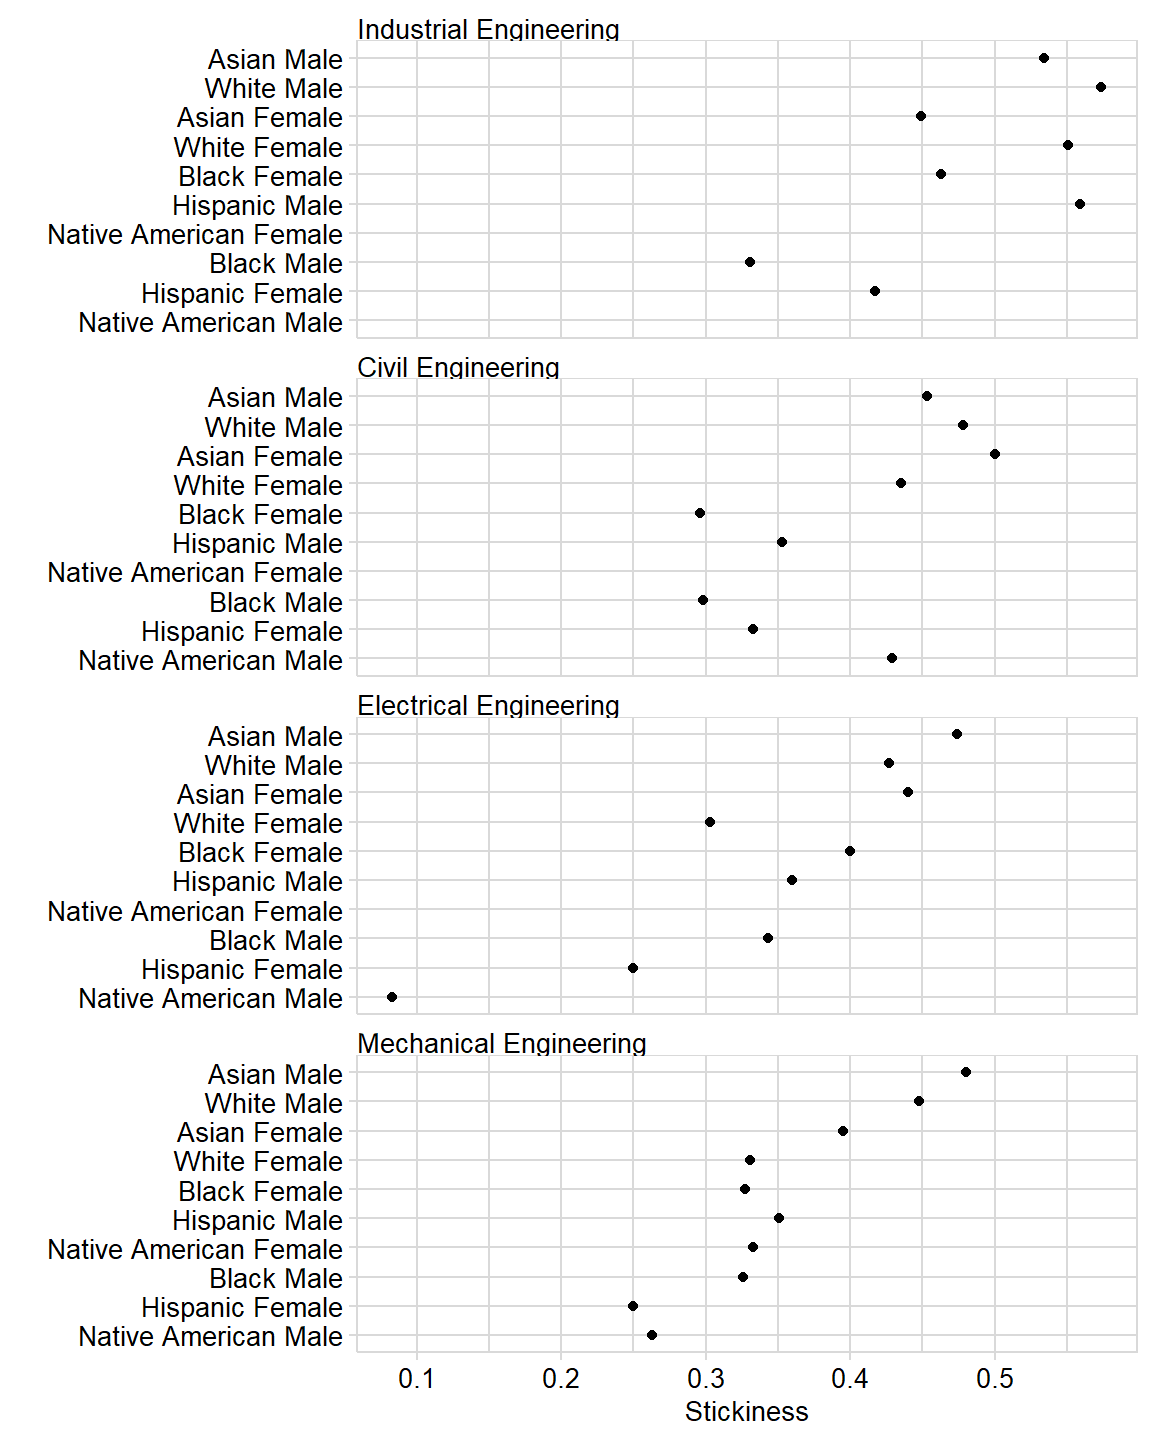 Industrial Engineering
Asian Male
White Male
Asian Female
White Female
Black Female
Hispanic Male
Native American Female
Black Male
Hispanic Female
Native American Male
Civil Engineering
Asian Male
White Male
Asian Female
White Female
Black Female
Hispanic Male
Native American Female
Black Male
Hispanic Female
Native American Male
Electrical Engineering
Asian Male
White Male
Asian Female
White Female
Black Female
Hispanic Male
Native American Female
Black Male
Hispanic Female
Native American Male
Mechanical Engineering
Asian Male
White Male
Asian Female
White Female
Black Female
Hispanic Male
Native American Female
Black Male
Hispanic Female
Native American Male
0.1 0.2 0.3 0.4 0.5
Stickiness